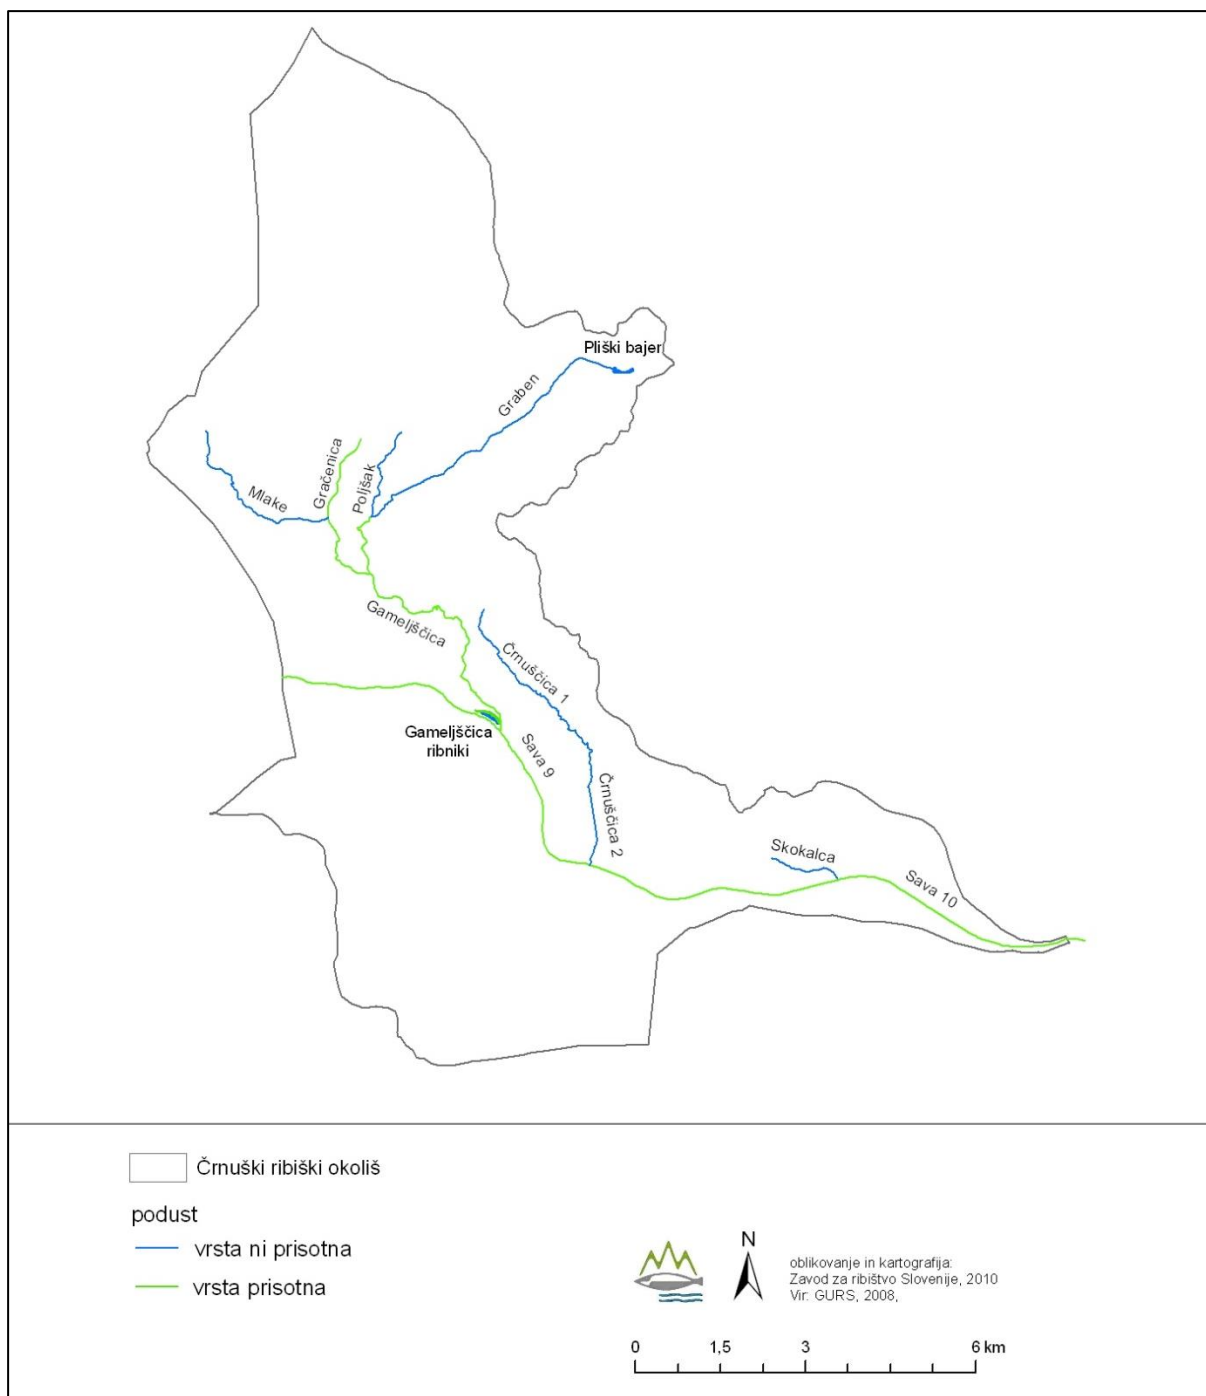 Pliški bajer
Graben
Gračenica
Poljšak
Mlake
Gameljščica
Črnuščica 1
Gameljščica
ribniki
Sava 9
Črnuščica 2
Skokalca
Sava 10
Črnuški ribiški okoliš
podust
vrsta ni prisotna
vrsta prisotna
N
oblikovanje in kartografija:
Zavod za ribištvo Slovenije, 2010
Vir: GURS, 2008,
0 1,5 3 6 km